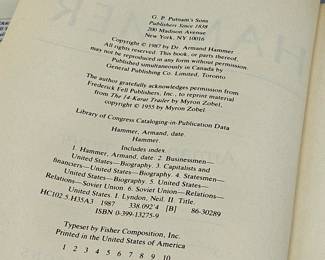 G. P. Putnam's Sons
Publishers Since 1838
200 Madison Avenue
New York, NY 10016
Copyright © 1987 by Dr. Armand Hammer
All rights reserved. This book, or parts thereof,
may not be reproduced in any form without permission.
Published simultaneously in Canada by
General Publishing Co. Limited, Toronto
The author gratefully acknowledges permission from
Frederick Fell Publishers, Inc., to reprint material
from The 14-Karat Trailer by Myron Zobel,
copyright © 1955 by Myron Zobel.
Library of Congress Cataloging-in-Publication Data
Hammer, Armand, date.
Hammer.
Includes index.
1. Hammer, Armand, date 2. Businessmen—
United States—Biography. 3. Capitalists and
financiers—United States—Biography. 4. Statesmen—
United States—Biography. 5. United States—
Relations—Soviet Union. 6. Soviet Union—Relations—
United States. I. Lyndon, Neil. II. Title.
HC102.5.H35A3 1987 338.092'4 [B] 86-30289
ISBN 0-399-13275-9
Typeset by Fisher Composition, Inc.
Printed in the United States of America
1 2 3 4 5 6 7 8 9 10